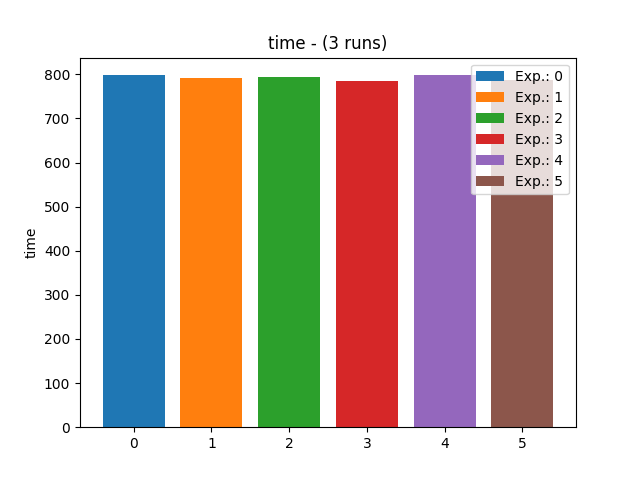 time - (3 runs)
time
800
700
600
500
400
300
200
100
0
0 1 2 3 4 5
Exp.: 0
Exp.: 1
Exp.: 2
Exp.: 3
Exp.: 4
Exp.: 5